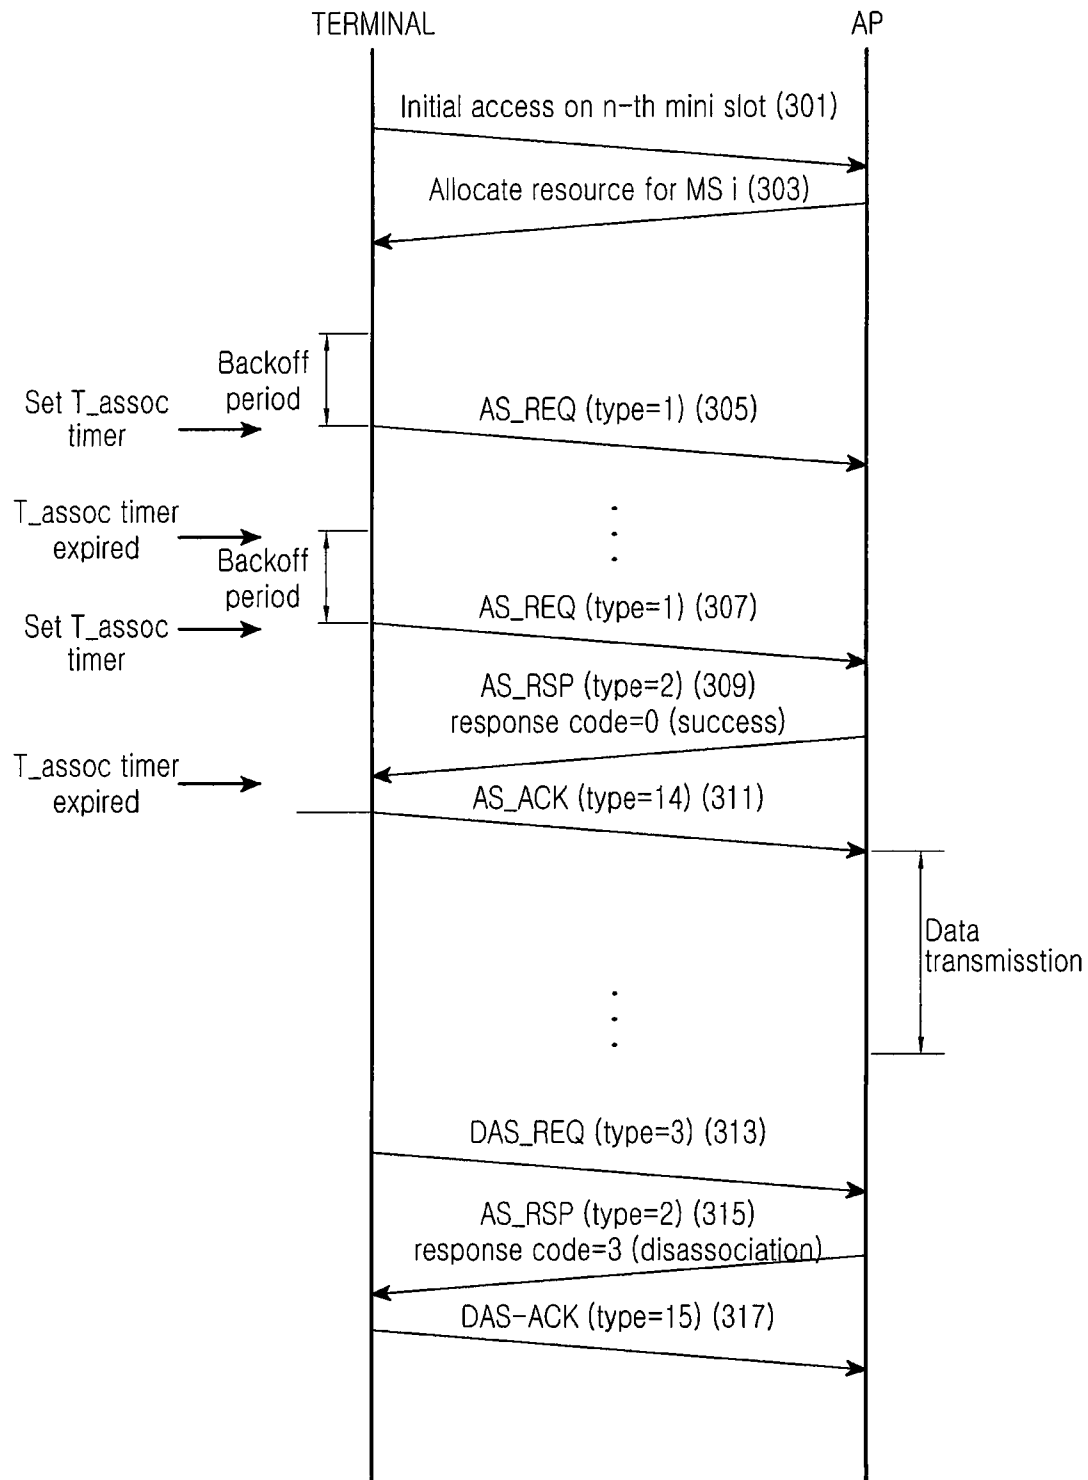 TERMINAL
AP
Initial access on n-th mini slot (301)
Allocate resource for MS i (303)
Backoff
period
Set T_assoc
timer
AS_REQ (type=1) (305)
T_assoc timer
expired
Backoff
period
AS_REQ (type=1) (307)
Set T_assoc
timer
AS_RSP (type=2) (309)
response code=0 (success)
T_assoc timer
expired
AS_ACK (type=14) (311)
Data
transmisstion
DAS_REQ (type=3) (313)
AS_RSP (type=2) (315)
response code=3 (disassociation)
DAS-ACK (type=15) (317)